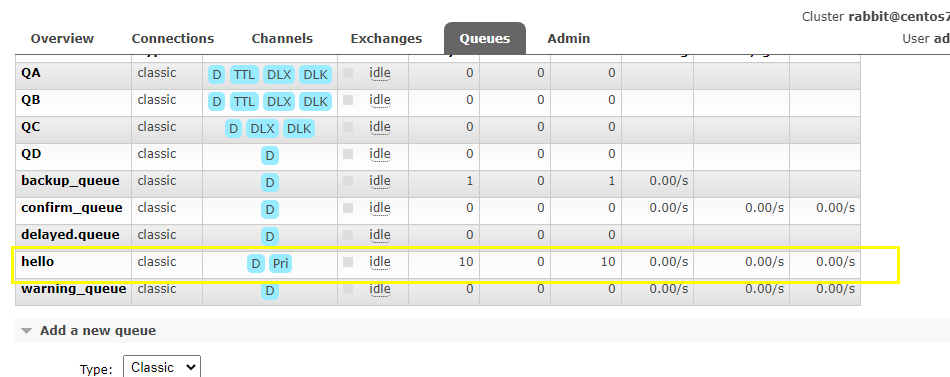 Cluster rabbit@centos7
Overview Connections Channels Exchanges Queues Admin
User ad
QA classic D TTL DLX DLK idle 0 0 0
QB classic D TTL DLX DLK idle 0 0 0
QC classic D DLX DLK idle 0 0 0
QD classic D idle 0 0 0
backup_queue classic D idle 1 0 1 0.00/s
confirm_queue classic D idle 0 0 0 0.00/s 0.00/s 0.00/s
delayed.queue classic D idle 0 0 0
hello classic D Pri idle 10 0 10 0.00/s 0.00/s 0.00/s
warning_queue classic D idle 0 0 0 0.00/s 0.00/s 0.00/s
Add a new queue
Type: Classic